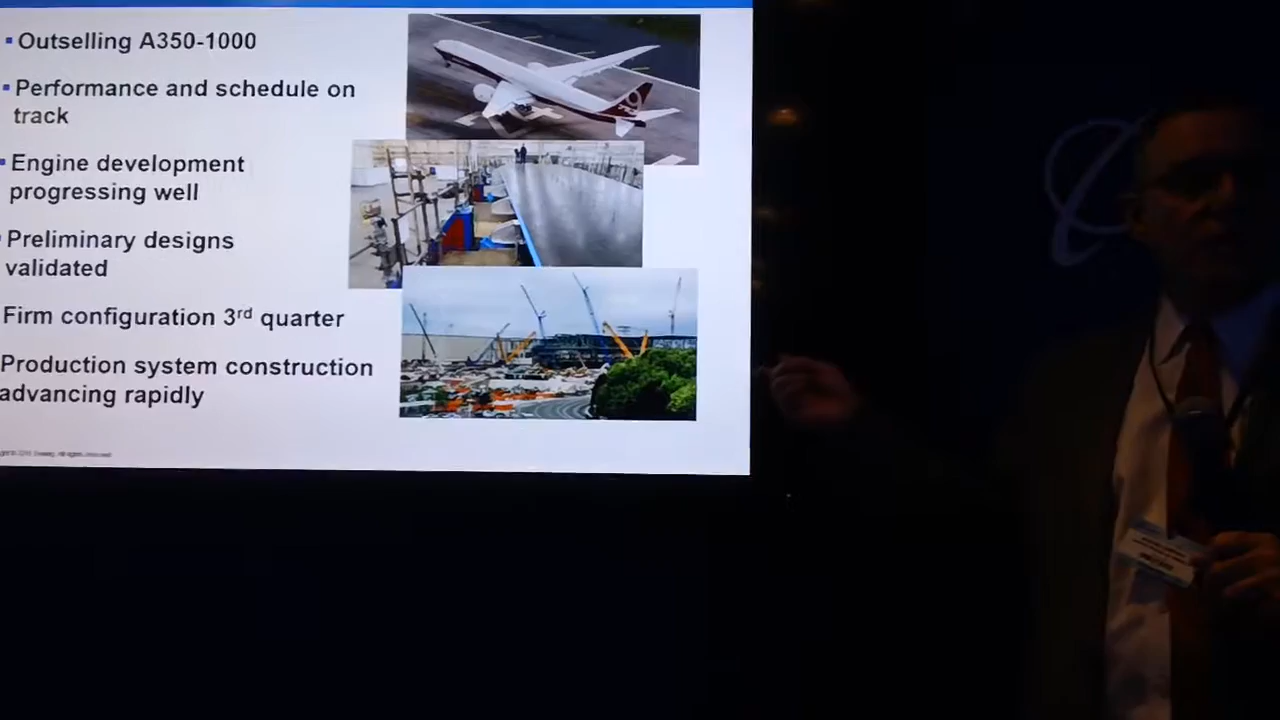 Outselling A350-1000
Performance and schedule on
track
Engine development
progressing well
Preliminary designs
validated
Firm configuration 3rd quarter
Production system construction
advancing rapidly